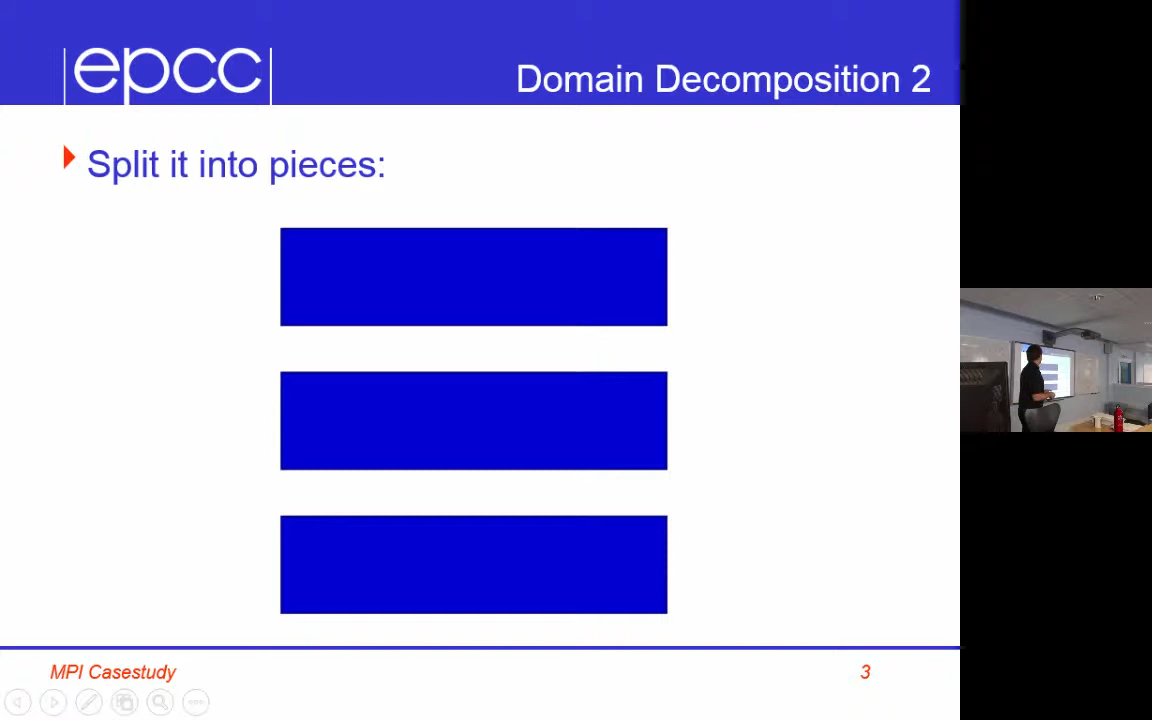 epcc
Domain Decomposition 2
Split it into pieces:
MPI Casestudy
3